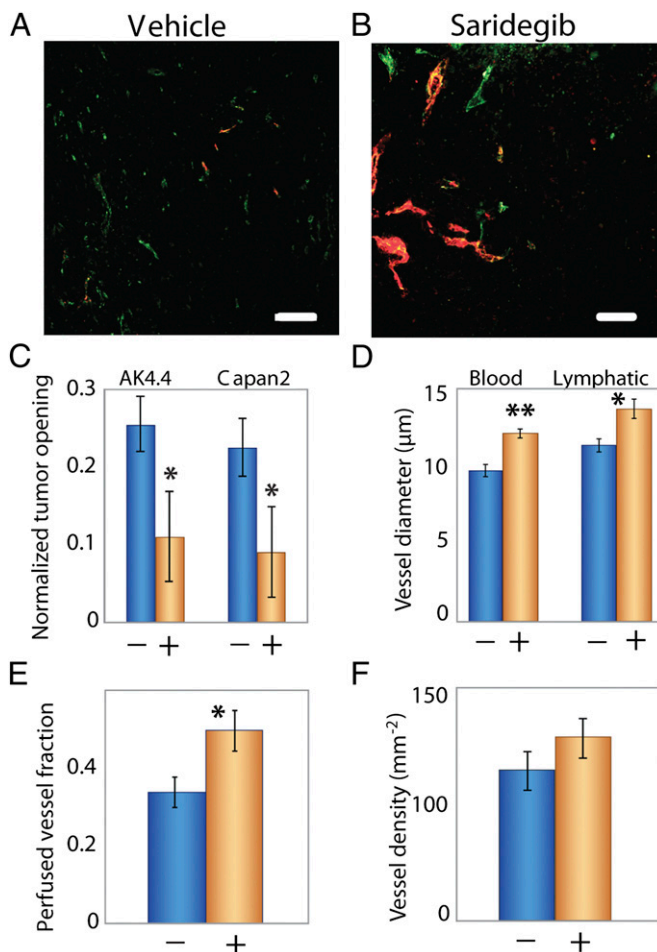 A Vehicle
B Saridegib
C
AK4.4 Capan2
Normalized tumor opening
0.3
0.2
0.1
0
*
*
− +
− +
D
Blood Lymphatic
Vessel diameter (μm)
15
10
5
0
**
*
− +
− +
E
Perfused vessel fraction
0.4
0.2
0
*
− +
F
Vessel density (mm-2)
150
100
50
0
− +